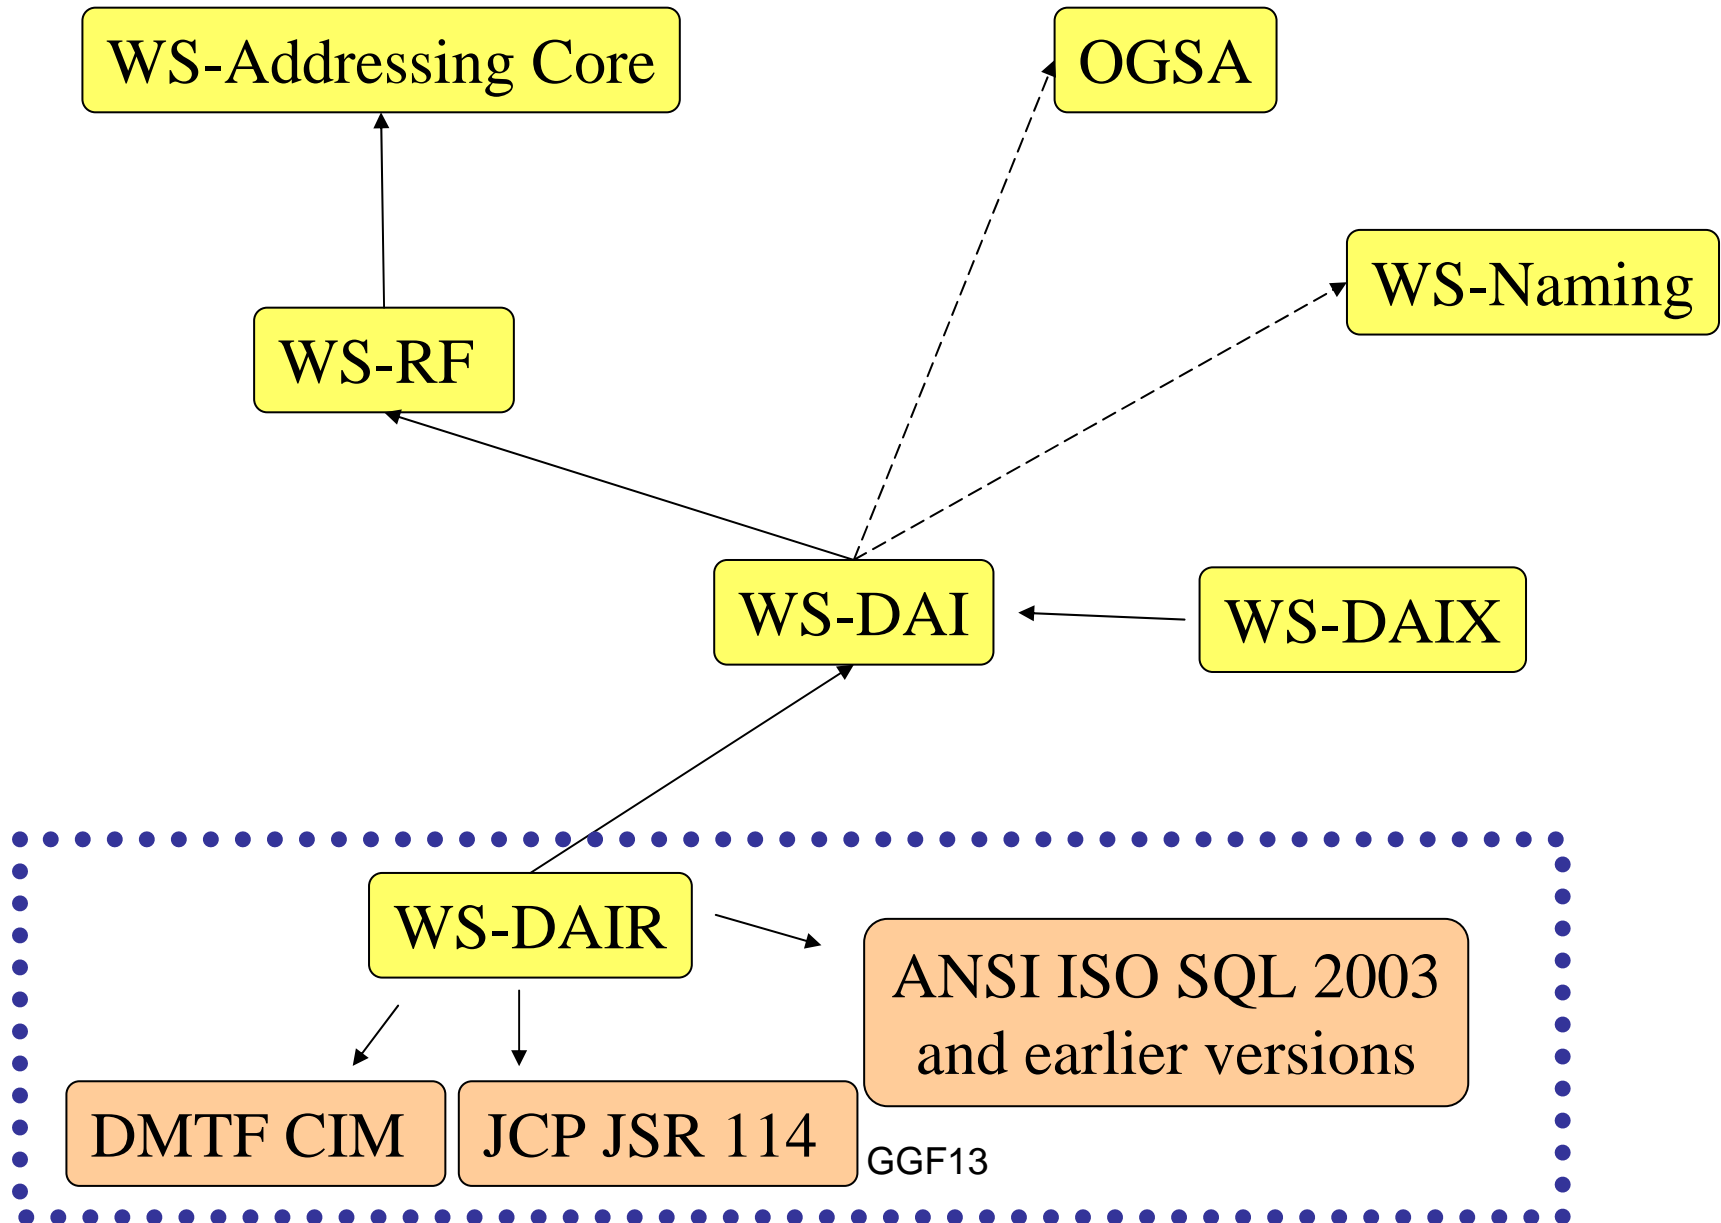 WS-Addressing Core
OGSA
WS-Naming
WS-RF
WS-DAI
WS-DAIX
WS-DAIR
ANSI ISO SQL 2003
and earlier versions
DMTF CIM
JCP JSR 114
GGF13